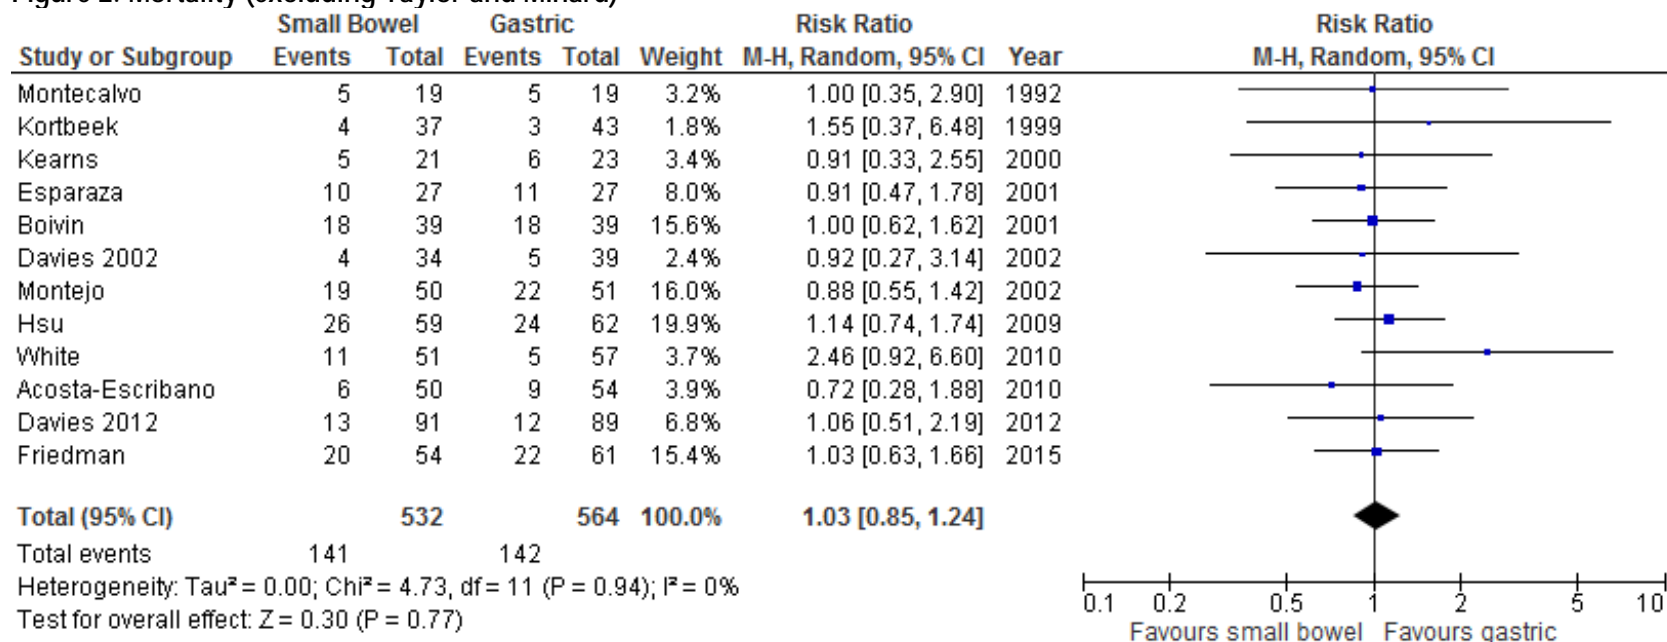 Figure 2. Mortality (excluding Taylor and Minard)
Small Bowel Gastric Risk Ratio Risk Ratio
Study or Subgroup Events Total Events Total Weight M-H, Random, 95% CI Year M-H, Random, 95% CI
Montecalvo 5 19 5 19 3.2% 1.00 [0.35, 2.90] 1992
Kortbeek 4 37 3 43 1.8% 1.55 [0.37, 6.48] 1999
Kearns 5 21 6 23 3.4% 0.91 [0.33, 2.55] 2000
Esparaza 10 27 11 27 8.0% 0.91 [0.47, 1.78] 2001
Boivin 18 39 18 39 15.6% 1.00 [0.62, 1.62] 2001
Davies 2002 4 34 5 39 2.4% 0.92 [0.27, 3.14] 2002
Montejo 19 50 22 51 16.0% 0.88 [0.55, 1.42] 2002
Hsu 26 59 24 62 19.9% 1.14 [0.74, 1.74] 2009
White 11 51 5 57 3.7% 2.46 [0.92, 6.60] 2010
Acosta-Escribano 6 50 9 54 3.9% 0.72 [0.28, 1.88] 2010
Davies 2012 13 91 12 89 6.8% 1.06 [0.51, 2.19] 2012
Friedman 20 54 22 61 15.4% 1.03 [0.63, 1.66] 2015
Total (95% CI) 532 564 100.0% 1.03 [0.85, 1.24]
Total events 141 142
Heterogeneity: Tau² = 0.00; Chi² = 4.73, df = 11 (P = 0.94); I² = 0%
Test for overall effect: Z = 0.30 (P = 0.77)
0.1 0.2 0.5 1 2 5 10
Favours small bowel Favours gastric